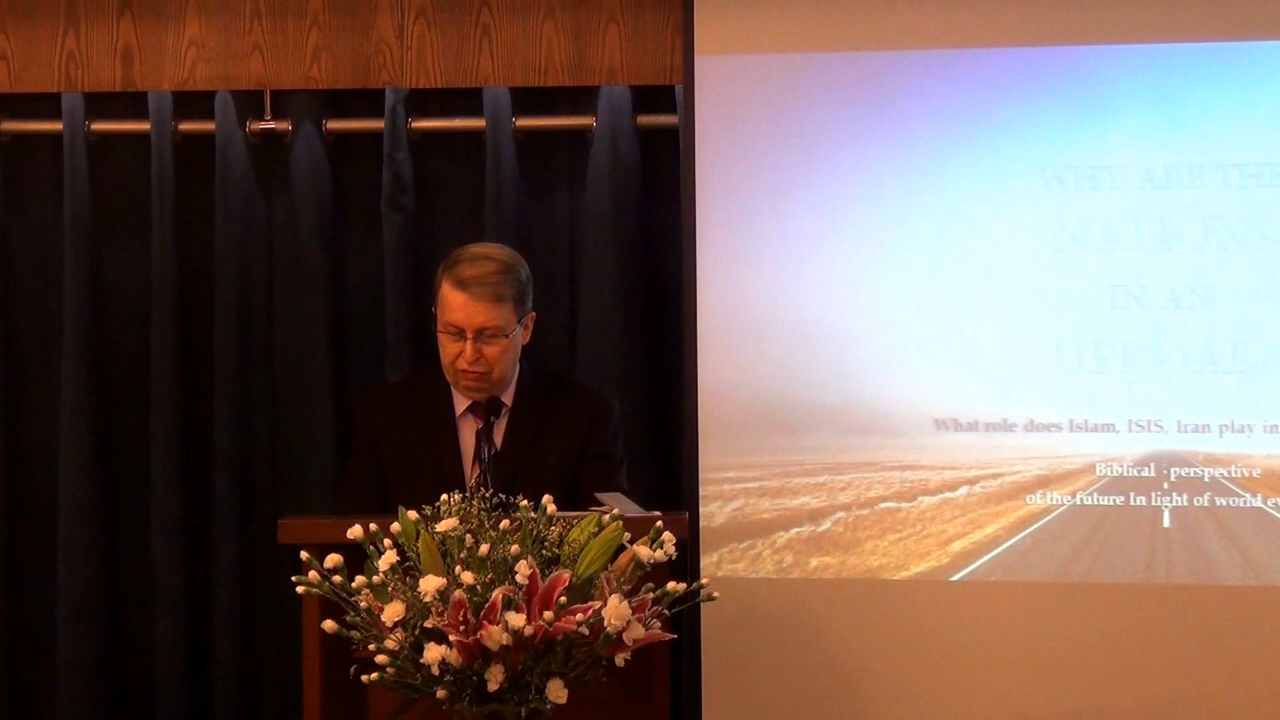 WHY ARE THE
NATIONS
IN AN
UPROAR
What role does Islam, ISIS, Iran play in
Biblical perspective
of the future In light of world ev